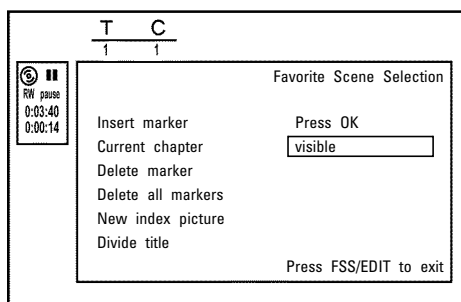 T C
1 1
RW pause
0:03:40
0:00:14
Favorite Scene Selection
Insert marker Press OK
Current chapter visible
Delete marker
Delete all markers
New index picture
Divide title
Press FSS/EDIT to exit